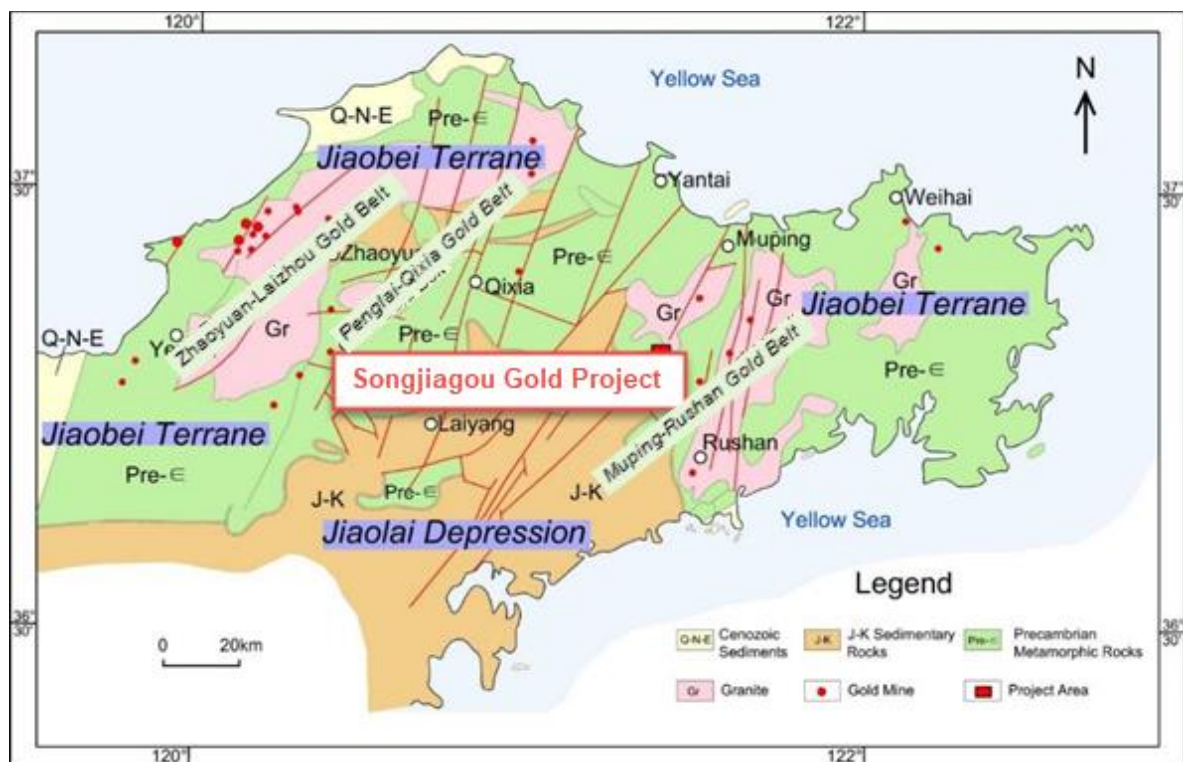 120°
122°
N
Yellow Sea
Q-N-E
Pre-∈
Jiaobei Terrane
37°
30'
37°
30'
Yantai
Weihai
Zhaoyuan-Laizhou Gold Belt
Penglai-Qixia Gold Belt
Zhaoyu
Muping
Pre-∈
Qixia
Gr
Gr
Gr
Jiaobei Terrane
Gr
Q-N-E
Pre-∈
Pre-∈
Songjiagou Gold Project
Muping-Rushan Gold Belt
Laiyang
Jiaobei Terrane
Rushan
Pre-∈
J-K
Pre-∈
J-K
Jiaolai Depression
Yellow Sea
Legend
36°
30'
36°
30'
0 20km
Q-N-E Cenozoic
Sediments
J-K J-K Sedimentary
Rocks
Pre-∈ Precambrian
Metamorphic Rocks
Gr Granite
Gold Mine
Project Area
120°
122°